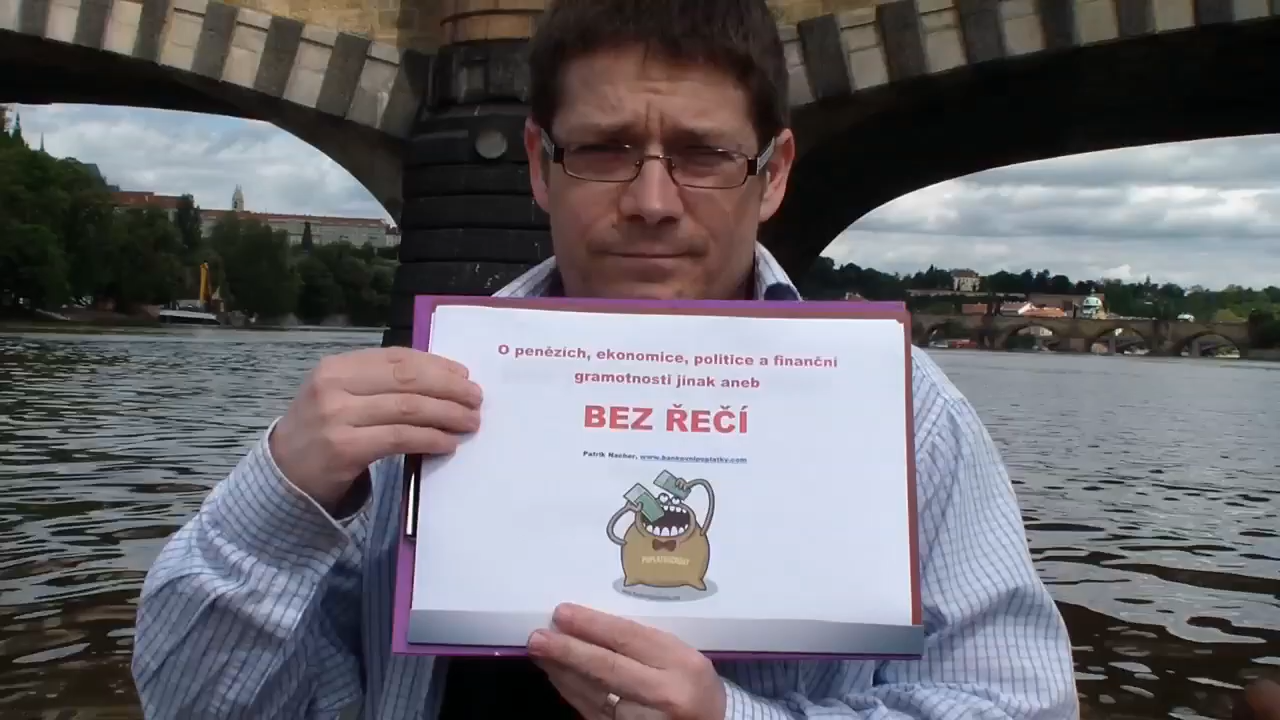 O penězích, ekonomice, politice a finanční
gramotnosti jinak aneb
BEZ ŘEČÍ
Patrik Nacher, www.bankovnipoplatky.com